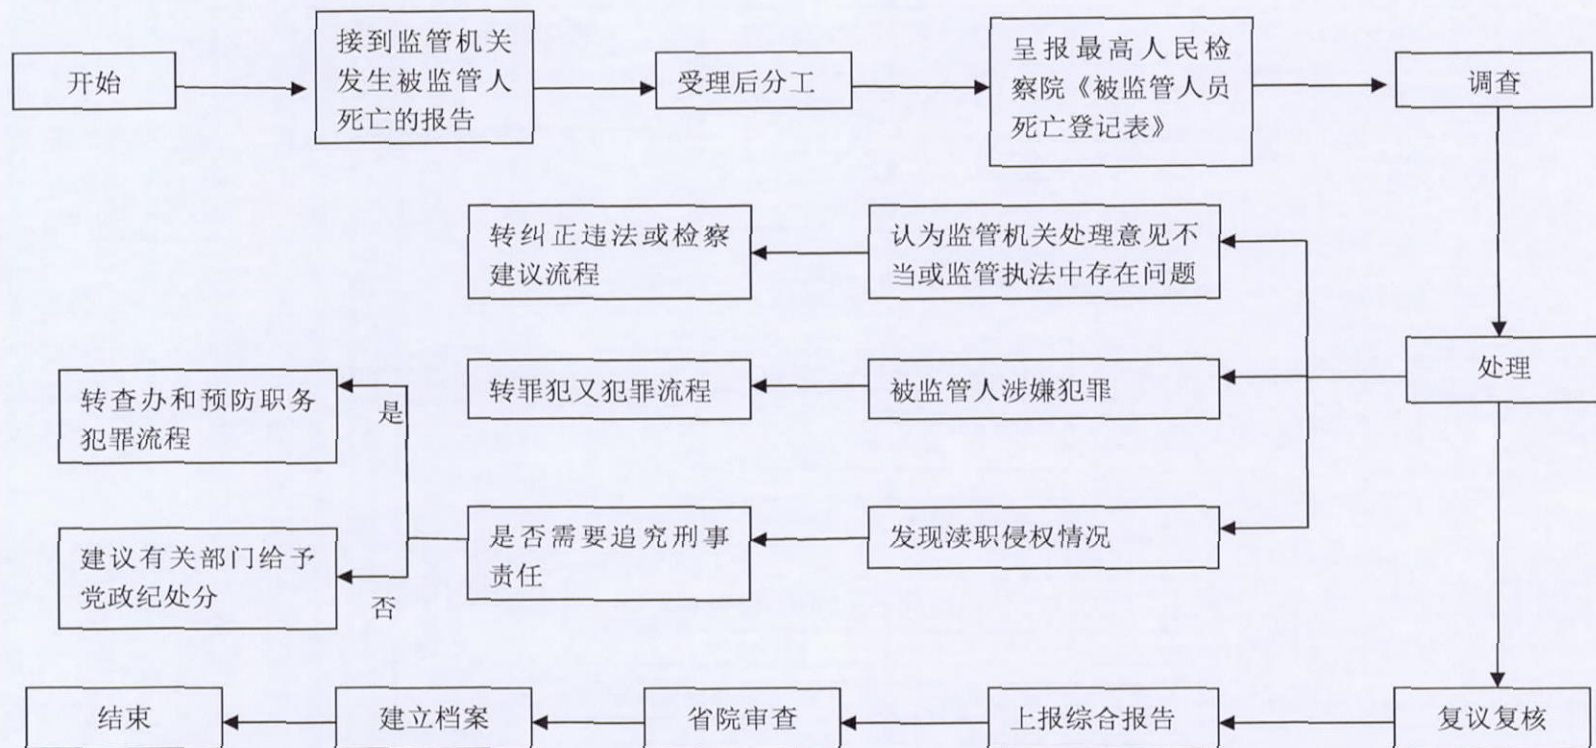 开始
接到监管机关
发生被监管人
死亡的报告
受理后分工
呈报最高人民检
察院《被监管人员
死亡登记表》
调查
转纠正违法或检察
建议流程
认为监管机关处理意见不
当或监管执法中存在问题
处理
转查办和预防职务
犯罪流程
是
转罪犯又犯罪流程
被监管人涉嫌犯罪
建议有关部门给予
党政纪处分
否
是否需要追究刑事
责任
发现渎职侵权情况
结束
建立档案
省院审查
上报综合报告
复议复核